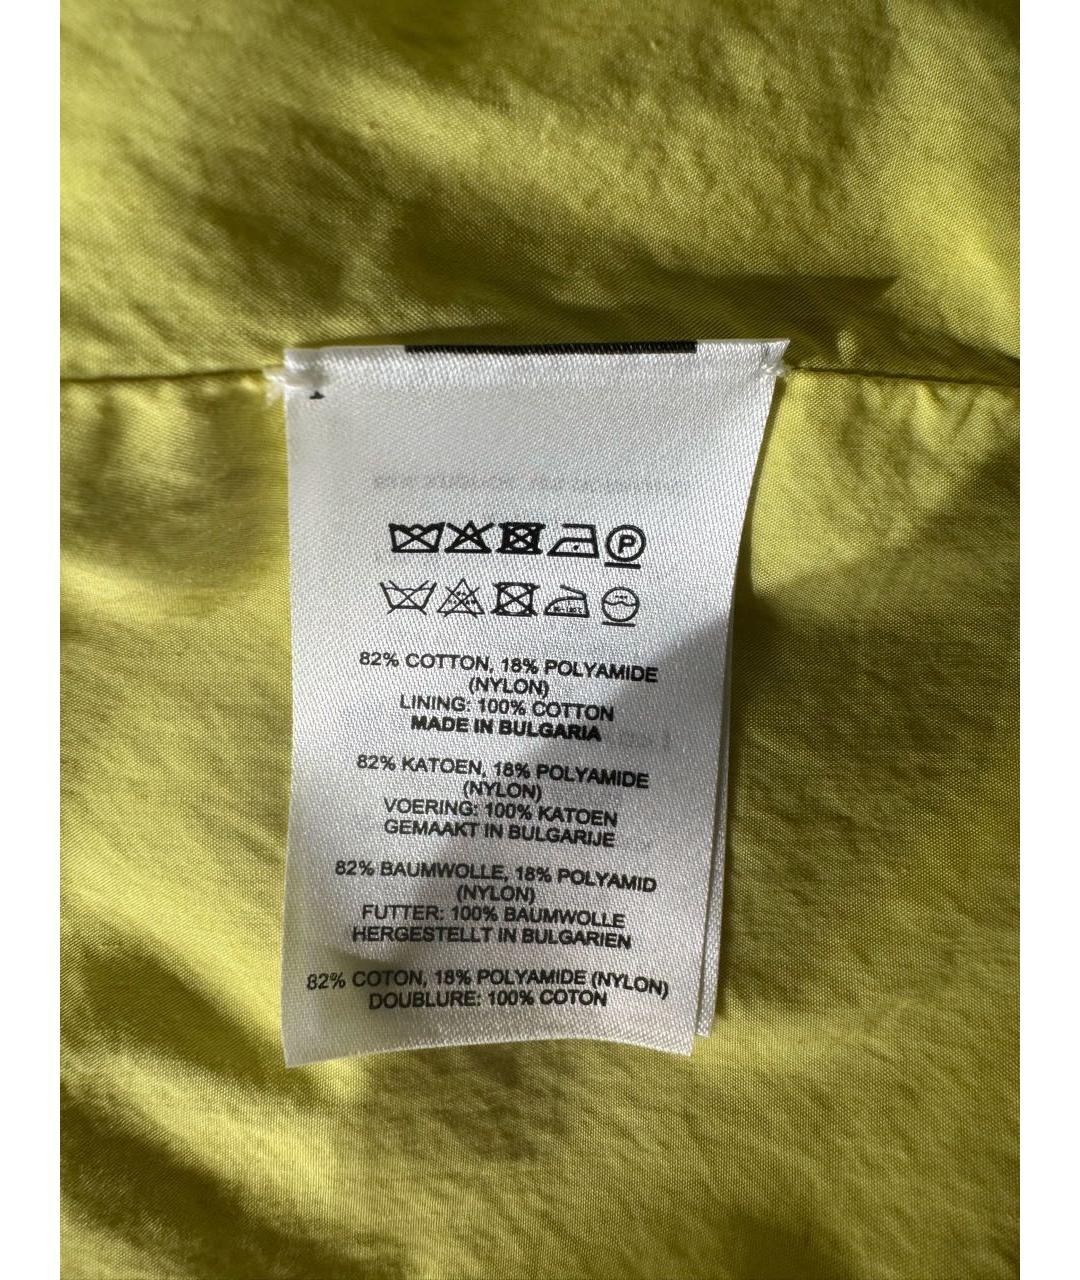 P
82% COTTON, 18% POLYAMIDE
(NYLON)
LINING: 100% COTTON
MADE IN BULGARIA
82% KATOEN, 18% POLYAMIDE
(NYLON)
VOERING: 100% KATOEN
GEMAAKT IN BULGARIJE
82% BAUMWOLLE, 18% POLYAMID
(NYLON)
FUTTER: 100% BAUMWOLLE
HERGESTELLT IN BULGARIEN
82% COTON, 18% POLYAMIDE (NYLON)
DOUBLURE: 100% COTON